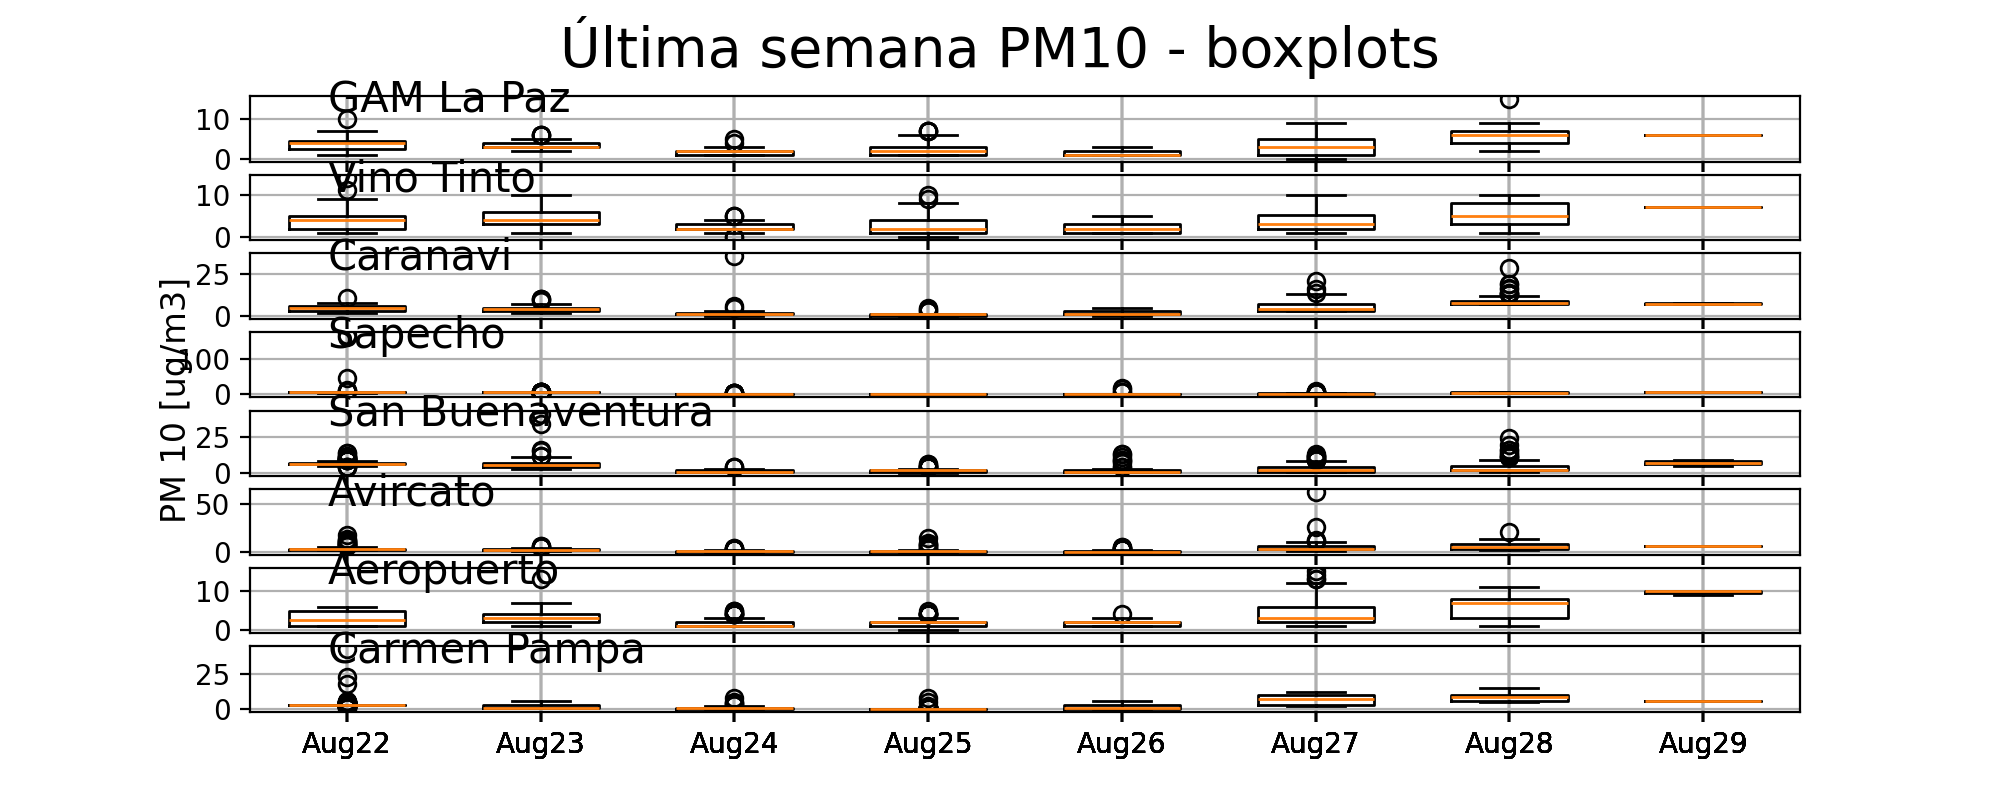 Última semana PM10 - boxplots
GAM La Paz
10
0
Vino Tinto
10
0
Caranavi
25
0
Sapecho
100
0
San Buenaventura
25
0
Avircato
50
0
Aeropuerto
10
0
Carmen Pampa
25
0
PM 10 [ug/m3]
Aug22 Aug23 Aug24 Aug25 Aug26 Aug27 Aug28 Aug29